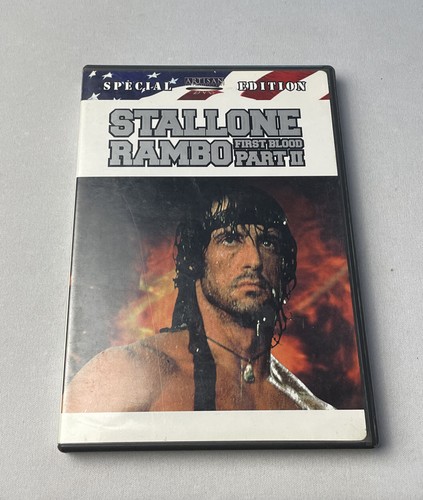 SPECIAL ARTISAN EDITION
STALLONE
RAMBO FIRST BLOOD
PART II